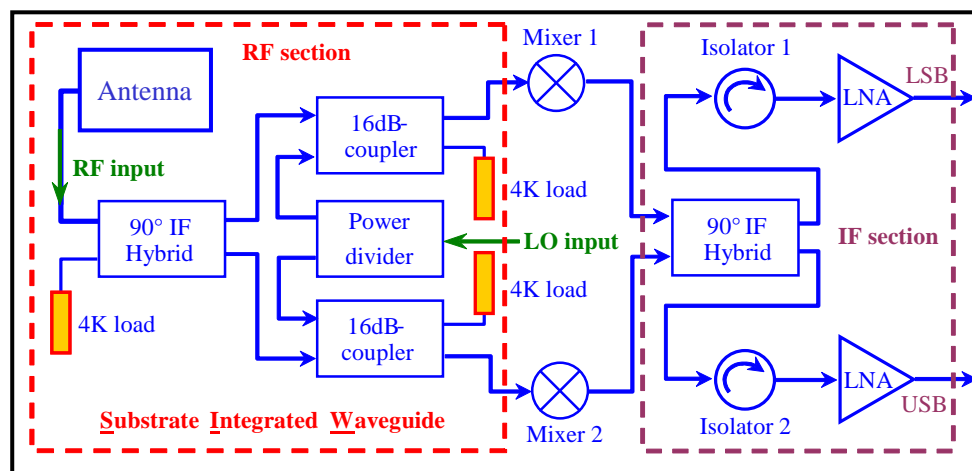 RF section
Mixer 1
Isolator 1
LSB
Antenna
LNA
16dB-
coupler
RF input
4K load
90° IF
Hybrid
Power
divider
LO input
90° IF
Hybrid
IF section
4K load
4K load
16dB-
coupler
LNA
USB
Substrate Integrated Waveguide
Mixer 2
Isolator 2